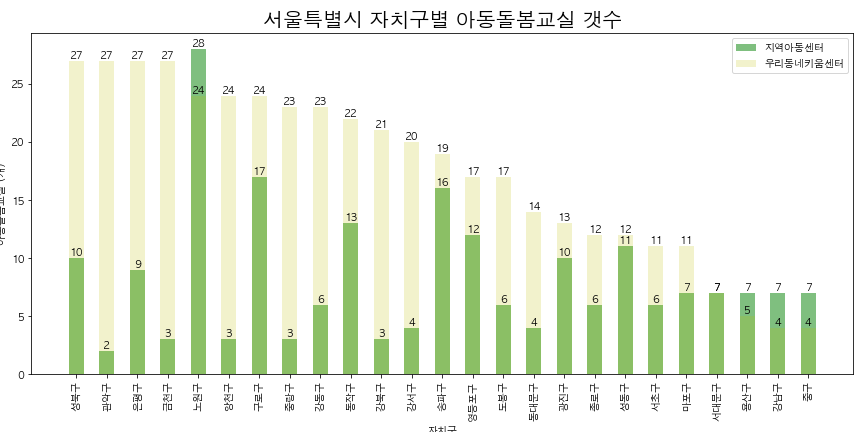 서울특별시 자치구별 아동돌봄교실 갯수
지역아동센터
우리동네키움센터
27 27 27 27 28 24 24 23 23 22 21 20 19 17 17 14 13 12 12 11 11 7 7 7 7
10 2 9 3 24 3 17 3 6 13 3 4 16 12 6 4 10 6 11 6 7 7 5 4 4
25
20
15
10
5
0
성북구 관악구 은평구 금천구 노원구 양천구 구로구 중랑구 강동구 동작구 강북구 강서구 송파구 영등포구 도봉구 동대문구 광진구 종로구 성동구 서초구 마포구 서대문구 용산구 강남구 중구
자치구